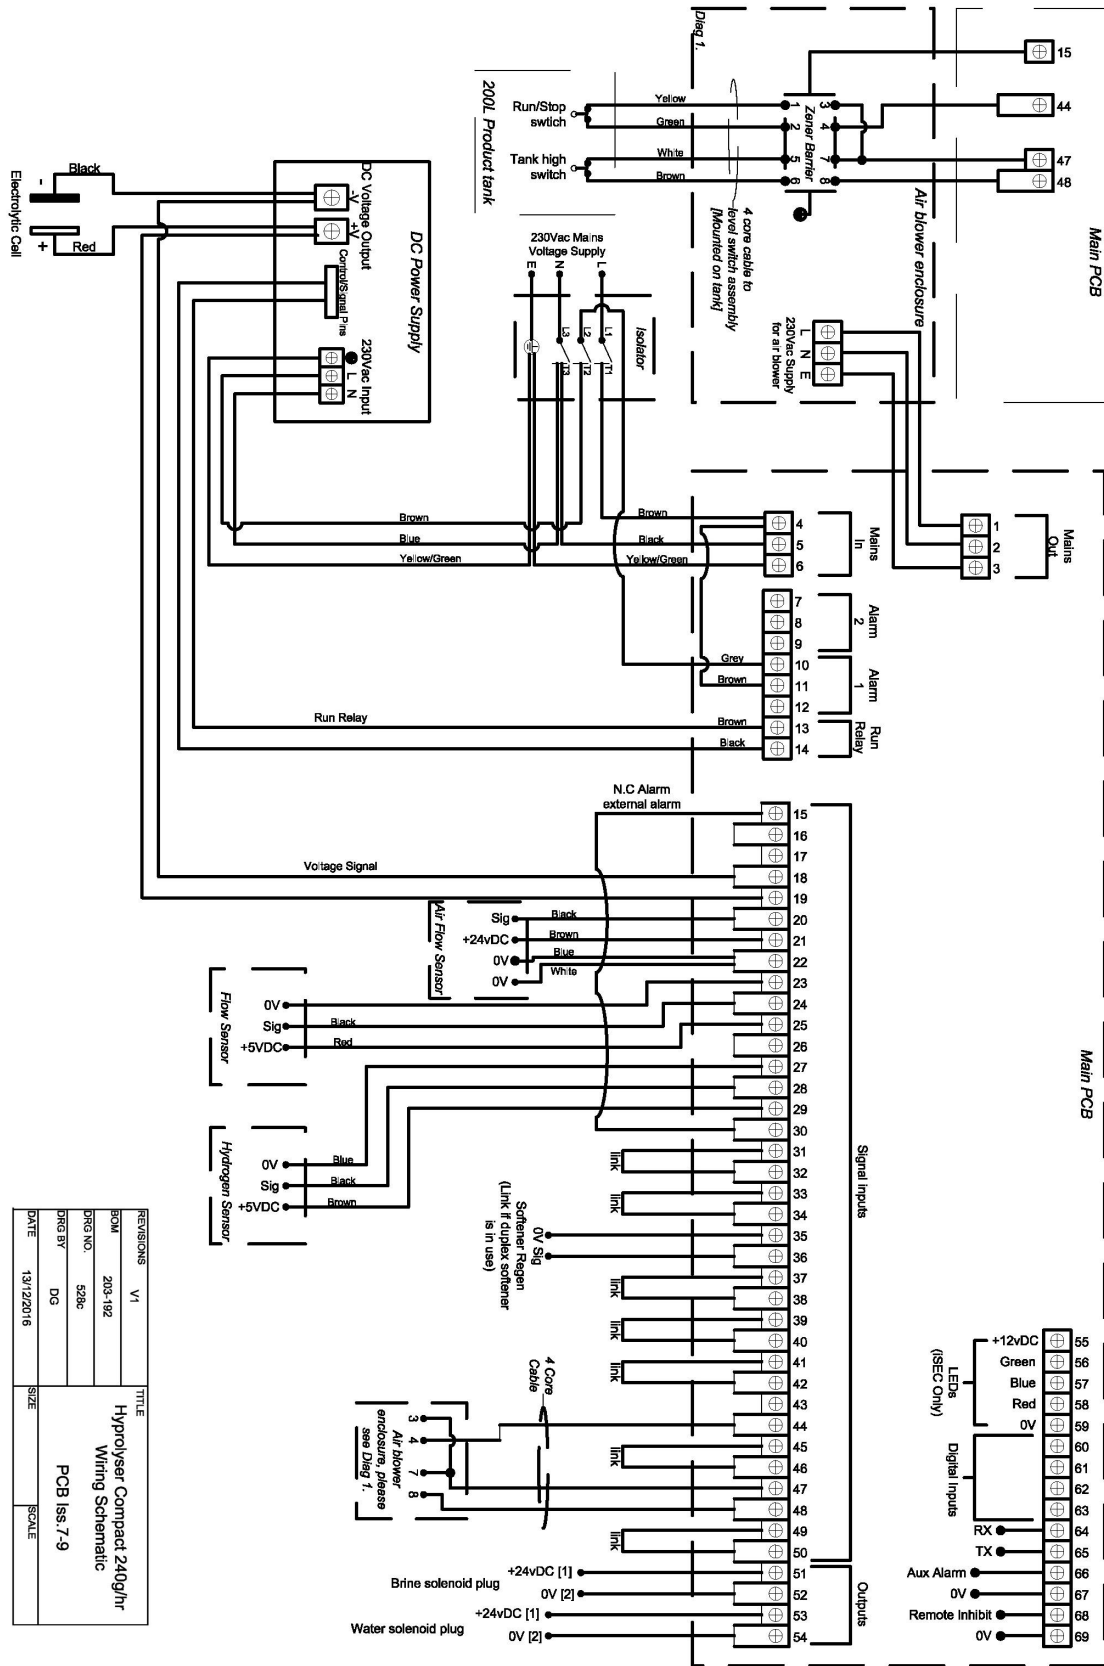 Diag 1.
Main PCB
15
44
47
48
Air blower enclosure
Zener Barrier
1
2
5
6
3
4
7
8
4 core cable to
level switch assembly
[Mounted on tank]
Yellow
Green
White
Brown
Run/Stop
swtich
Tank high
switch
200L Product tank
230Vac Supply
for air blower
L
N
E
230Vac Mains
Voltage Supply
E
N
L
Isolator
L1
L2
L3
T1
T2
T3
DC Power Supply
DC Voltage Output
-V
+V
Control/Signal Pins
230Vac Input
L
N
Black
Red
-
+
Electrolytic Cell
Brown
Blue
Yellow/Green
Brown
Black
Yellow/Green
4
5
6
Mains
In
1
2
3
Mains
Out
7
8
9
Alarm
2
10
11
12
Alarm
1
13
14
Run
Relay
Grey
Brown
Brown
Black
Run Relay
Main PCB
N.C Alarm
external alarm
Voltage Signal
15
16
17
18
19
20
21
22
23
24
25
26
27
28
29
30
31
32
33
34
35
36
37
38
39
40
41
42
43
44
45
46
47
48
49
50
51
52
53
54
Signal inputs
Outputs
Air Flow Sensor
Sig
+24vDC
0V
0V
Black
Brown
Blue
White
Flow Sensor
0V
Sig
+5VDC
Black
Red
Hydrogen Sensor
0V
Sig
+5VDC
Blue
Black
Brown
link
link
0V Sig
Softener Regen
(Link if duplex softener
is in use)
link
link
link
4 Core
Cable
3
4
7
8
Air blower
enclosure, please
see Diag 1.
link
link
Brine solenoid plug
+24vDC [1]
0V [2]
Water solenoid plug
+24vDC [1]
0V [2]
55
56
57
58
59
60
61
62
63
64
65
66
67
68
69
+12vDC
Green
Blue
Red
0V
LEDs
(ISEC Only)
Digital Inputs
RX
TX
Aux Alarm
0V
Remote Inhibit
0V
REVISIONS V1
BOM 203-192
DRG NO. 528c
DRG BY DG
DATE 13/12/2016
TITLE
Hyprolyser Compact 240g/hr
Wiring Schematic
PCB Iss.7-9
SIZE
SCALE